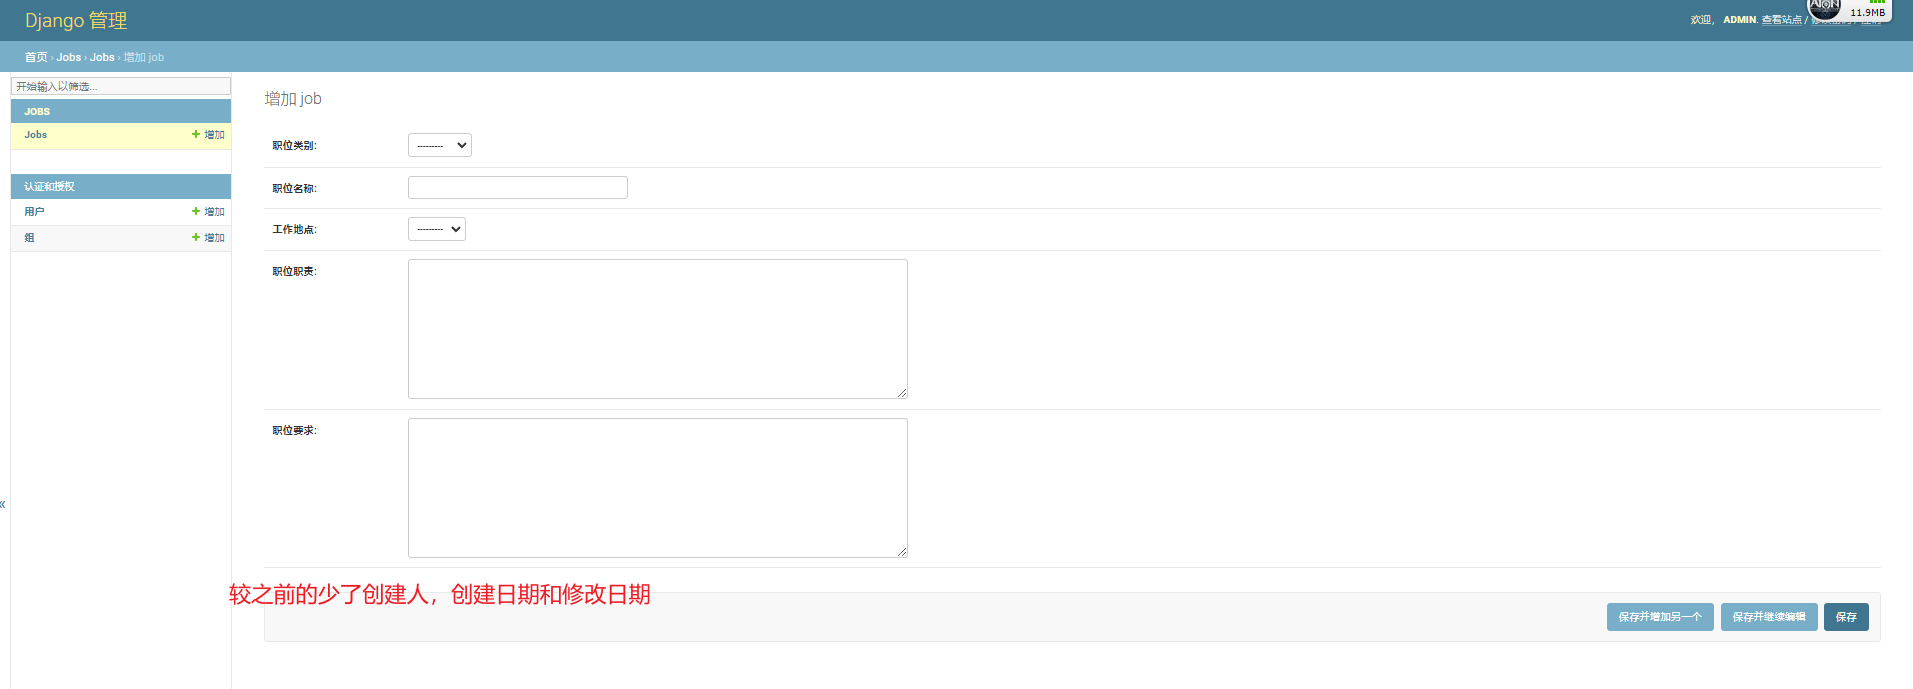 Django 管理
欢迎, ADMIN. 查看站点 /
11.9MB
首页 › Jobs › Jobs › 增加 job
开始输入以筛选...
JOBS
Jobs + 增加
认证和授权
用户 + 增加
组 + 增加
«
增加 job
职位类别: ---------
职位名称:
工作地点: ---------
职位职责:
职位要求:
较之前的少了创建人，创建日期和修改日期
保存并增加另一个 保存并继续编辑 保存